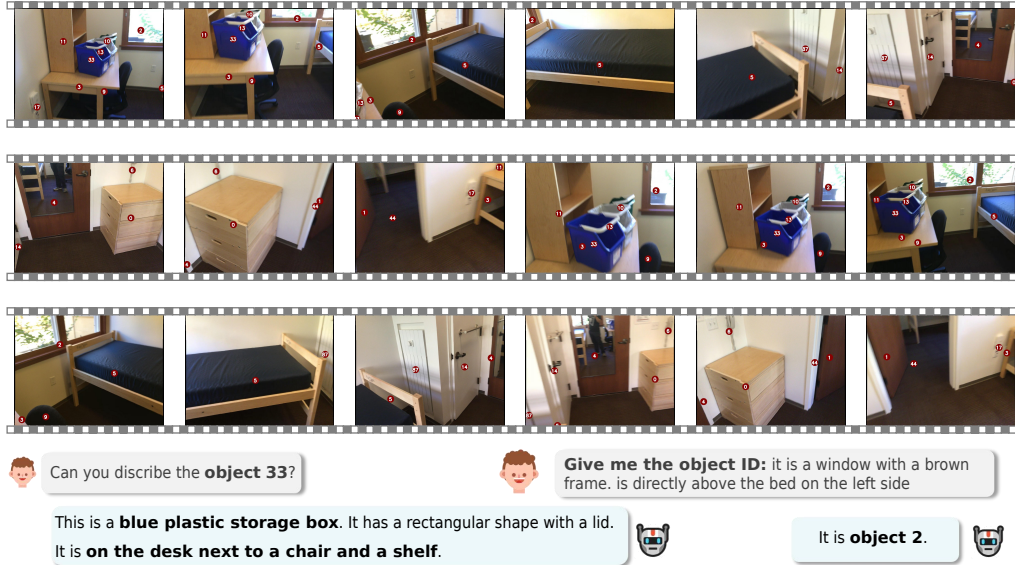 Can you discribe the object 33?
Give me the object ID: it is a window with a brown
frame. is directly above the bed on the left side
This is a blue plastic storage box. It has a rectangular shape with a lid.
It is on the desk next to a chair and a shelf.
It is object 2.